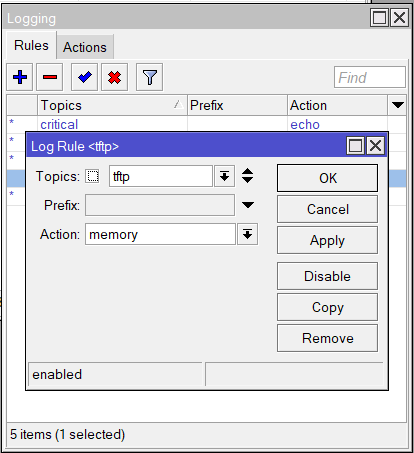 Logging
Rules Actions
Find
Topics Prefix Action
* critical echo
*
*
*
Log Rule <tftp>
Topics: tftp
Prefix:
Action: memory
OK
Cancel
Apply
Disable
Copy
Remove
enabled
5 items (1 selected)